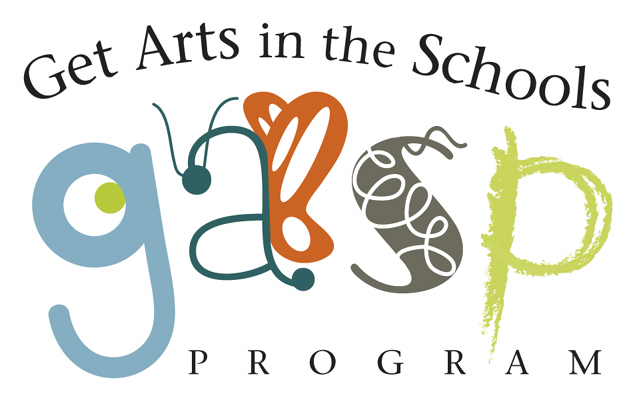 Get Arts in the Schools
gasp
PROGRAM